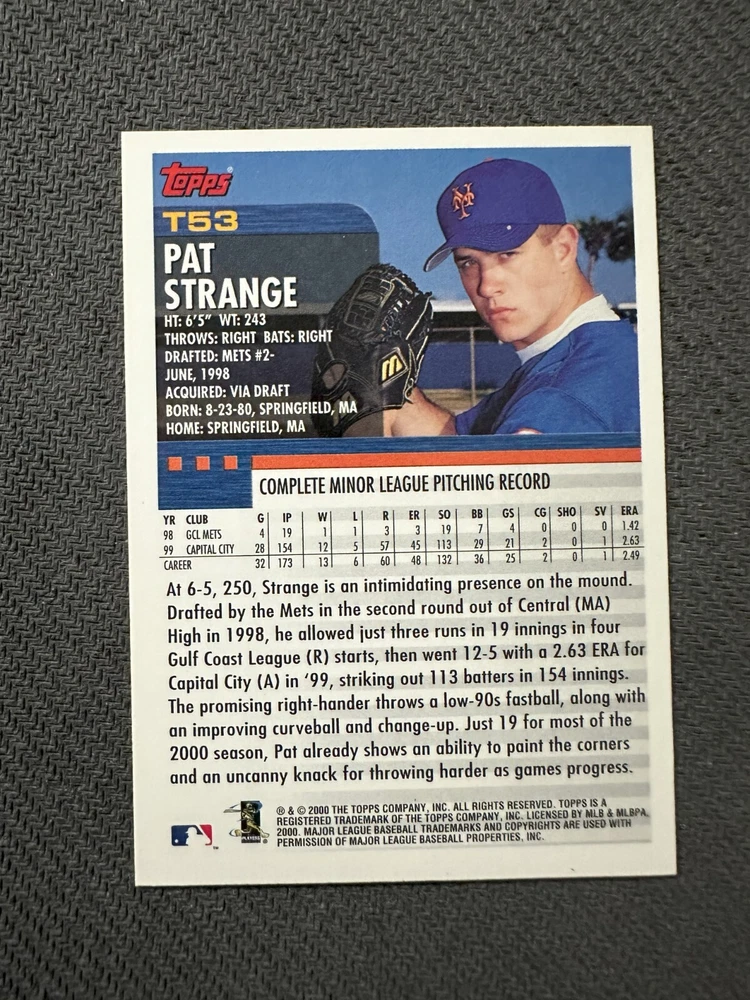 Topps®
T53
PAT
STRANGE
HT: 6'5" WT: 243
THROWS: RIGHT BATS: RIGHT
DRAFTED: METS #2-
JUNE, 1998
ACQUIRED: VIA DRAFT
BORN: 8-23-80, SPRINGFIELD, MA
HOME: SPRINGFIELD, MA
COMPLETE MINOR LEAGUE PITCHING RECORD
YR CLUB G IP W L R ER SO BB GS CG SHO SV ERA
98 GCL METS 4 19 1 1 3 3 19 7 4 0 0 0 1.42
99 CAPITAL CITY 28 154 12 5 57 45 113 29 21 2 0 1 2.63
CAREER 32 173 13 6 60 48 132 36 25 2 0 1 2.49
At 6-5, 250, Strange is an intimidating presence on the mound.
Drafted by the Mets in the second round out of Central (MA)
High in 1998, he allowed just three runs in 19 innings in four
Gulf Coast League (R) starts, then went 12-5 with a 2.63 ERA for
Capital City (A) in '99, striking out 113 batters in 154 innings.
The promising right-hander throws a low-90s fastball, along with
an improving curveball and change-up. Just 19 for most of the
2000 season, Pat already shows an ability to paint the corners
and an uncanny knack for throwing harder as games progress.
® & © 2000 THE TOPPS COMPANY, INC. ALL RIGHTS RESERVED. TOPPS IS A
REGISTERED TRADEMARK OF THE TOPPS COMPANY, INC. LICENSED BY MLB & MLBPA,
2000. MAJOR LEAGUE BASEBALL TRADEMARKS AND COPYRIGHTS ARE USED WITH
PERMISSION OF MAJOR LEAGUE BASEBALL PROPERTIES, INC.
PLAYERS